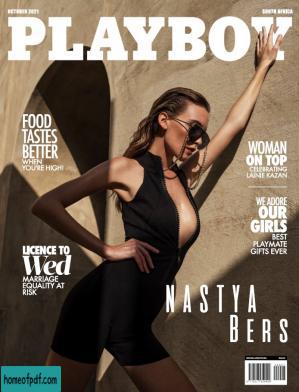 OCTOBER 2021
SOUTH AFRICA
PLAYBOY
FOOD
TASTES
BETTER
WHEN
YOU'RE HIGH!
WOMAN
ON TOP
CELEBRATING
LAINIE KAZAN
WE ADORE
OUR
GIRLS
BEST
PLAYMATE
GIFTS EVER
LICENCE TO
Wed
MARRIAGE
EQUALITY AT
RISK
NASTYA
BERS
homeofpdf.com